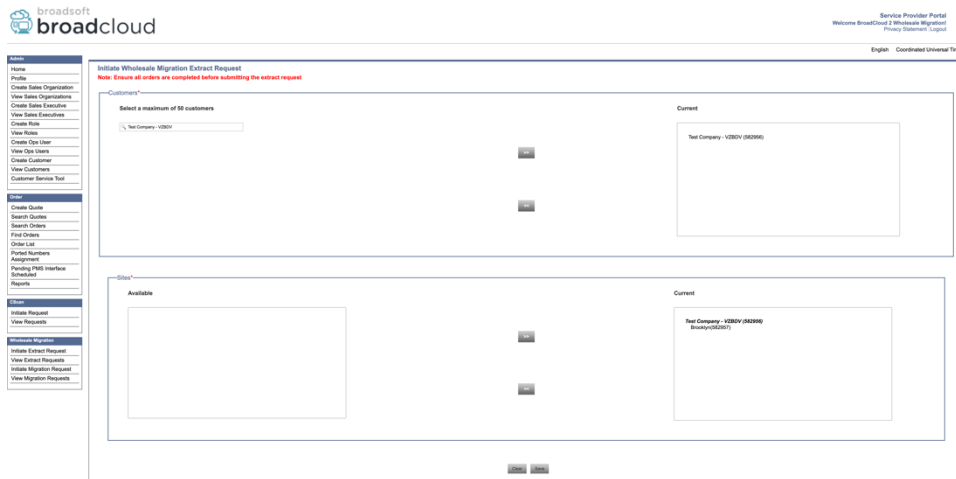 broadsoft
broadcloud
Service Provider Portal
Welcome BroadCloud 2 Wholesale Migration!
Privacy Statement | Logout
English Coordinated Universal Tim
Admin
Home
Profile
Create Sales Organization
View Sales Organizations
Create Sales Executive
View Sales Executives
Create Role
View Roles
Create Ops User
View Ops Users
Create Customer
View Customers
Customer Service Tool
Order
Create Quote
Search Quotes
Search Orders
Find Orders
Order List
Ported Numbers
Assignment
Pending PMS Interface
Scheduled
Reports
CScan
Initiate Request
View Requests
Wholesale Migration
Initiate Extract Request
View Extract Requests
Initiate Migration Request
View Migration Requests
Initiate Wholesale Migration Extract Request
Note: Ensure all orders are completed before submitting the extract request
Customers*
Select a maximum of 50 customers
Test Company - VZBDV
>>
<<
Current
Test Company - VZBDV (582956)
Sites*
Available
>>
<<
Current
Test Company - VZBDV (582956)
Brooklyn(582957)
Clear Save